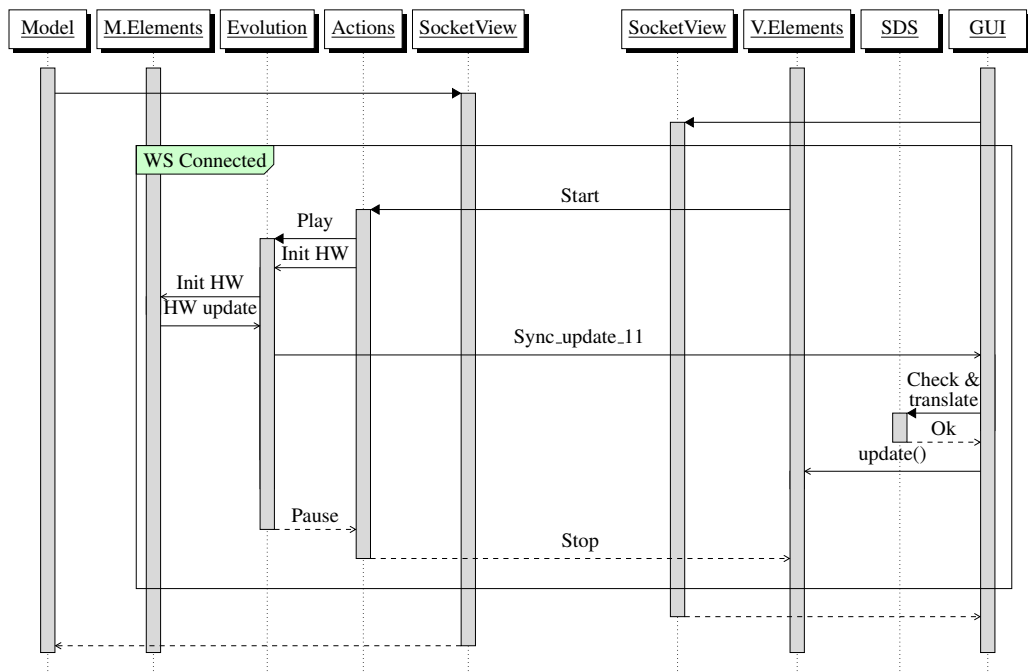 Model
M.Elements
Evolution
Actions
SocketView
SocketView
V.Elements
SDS
GUI
WS Connected
Start
Play
Init HW
Init HW
HW update
Sync_update_11
Check &
translate
Ok
update()
Pause
Stop